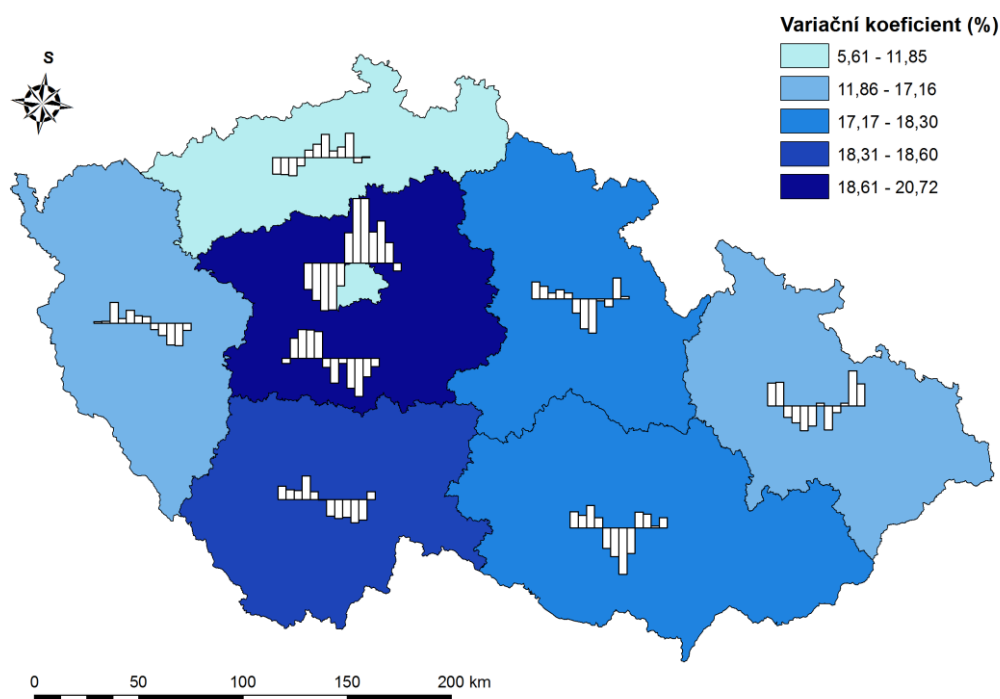 Variační koeficient (%)
5,61 - 11,85
11,86 - 17,16
17,17 - 18,30
18,31 - 18,60
18,61 - 20,72
S
0 50 100 150 200 km